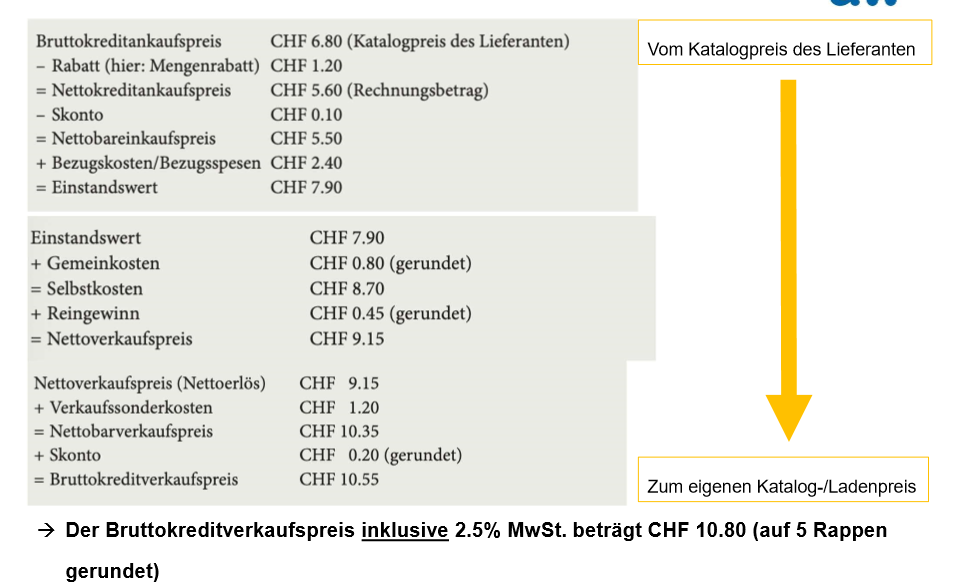 Bruttokreditankaufspreis CHF 6.80 (Katalogpreis des Lieferanten)
– Rabatt (hier: Mengenrabatt) CHF 1.20
= Nettokreditankaufspreis CHF 5.60 (Rechnungsbetrag)
– Skonto CHF 0.10
= Nettobareinkaufspreis CHF 5.50
+ Bezugskosten/Bezugsspesen CHF 2.40
= Einstandswert CHF 7.90
Vom Katalogpreis des Lieferanten
Einstandswert CHF 7.90
+ Gemeinkosten CHF 0.80 (gerundet)
= Selbstkosten CHF 8.70
+ Reingewinn CHF 0.45 (gerundet)
= Nettoverkaufspreis CHF 9.15
Nettoverkaufspreis (Nettoerlös) CHF 9.15
+ Verkaufssonderkosten CHF 1.20
= Nettobarverkaufspreis CHF 10.35
+ Skonto CHF 0.20 (gerundet)
= Bruttokreditverkaufspreis CHF 10.55
Zum eigenen Katalog-/Ladenpreis
→ Der Bruttokreditverkaufspreis inklusive 2.5% MwSt. beträgt CHF 10.80 (auf 5 Rappen
gerundet)